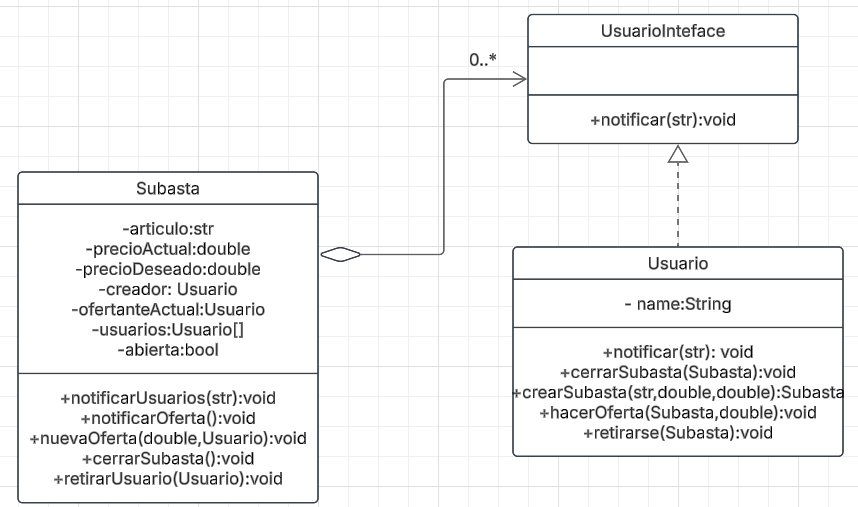 UsuarioInteface
0..*
+notificar(str):void
Subasta
-articulo:str
-precioActual:double
-precioDeseado:double
-creador: Usuario
-ofertanteActual:Usuario
-usuarios:Usuario[]
-abierta:bool
+notificarUsuarios(str):void
+notificarOferta():void
+nuevaOferta(double,Usuario):void
+cerrarSubasta():void
+retirarUsuario(Usuario):void
Usuario
- name:String
+notificar(str): void
+cerrarSubasta(Subasta):void
+crearSubasta(str,double,double):Subasta
+hacerOferta(Subasta,double):void
+retirarse(Subasta):void